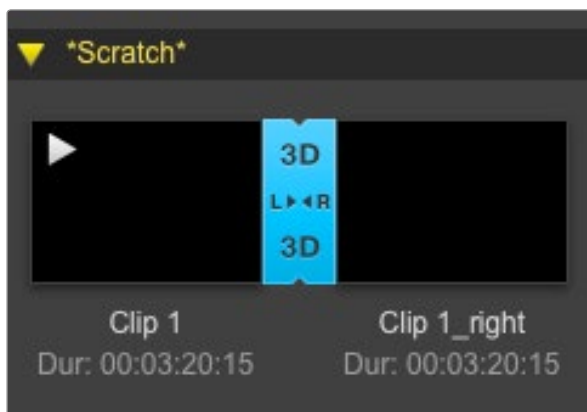 *Scratch*
3D
L R
3D
Clip 1
Clip 1_right
Dur: 00:03:20:15
Dur: 00:03:20:15